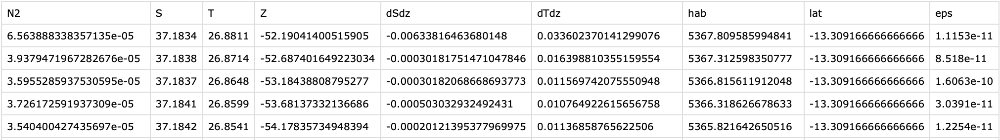 N2 S T Z dSdz dTdz hab lat eps
6.563888338357135e-05 37.1834 26.8811 -52.19041400515905 -0.00633816463680148 0.033602370141299076 5367.809585994841 -13.309166666666666 1.1153e-11
3.9379471967282676e-05 37.1838 26.8714 -52.687401649223034 -0.00030181751471047846 0.016398810355159554 5367.312598350777 -13.309166666666666 8.518e-11
3.5955285937530595e-05 37.1837 26.8648 -53.18438808795277 -0.00030182068668693773 0.011569742075550948 5366.815611912048 -13.309166666666666 1.6063e-10
3.726172591937309e-05 37.1841 26.8599 -53.68137332136686 -0.000503032932492431 0.010764922615656758 5366.318626678633 -13.309166666666666 3.0391e-11
3.540400427435697e-05 37.1842 26.8541 -54.17835734948394 -0.00020121395377969975 0.01136858765622506 5365.821642650516 -13.309166666666666 1.2254e-11